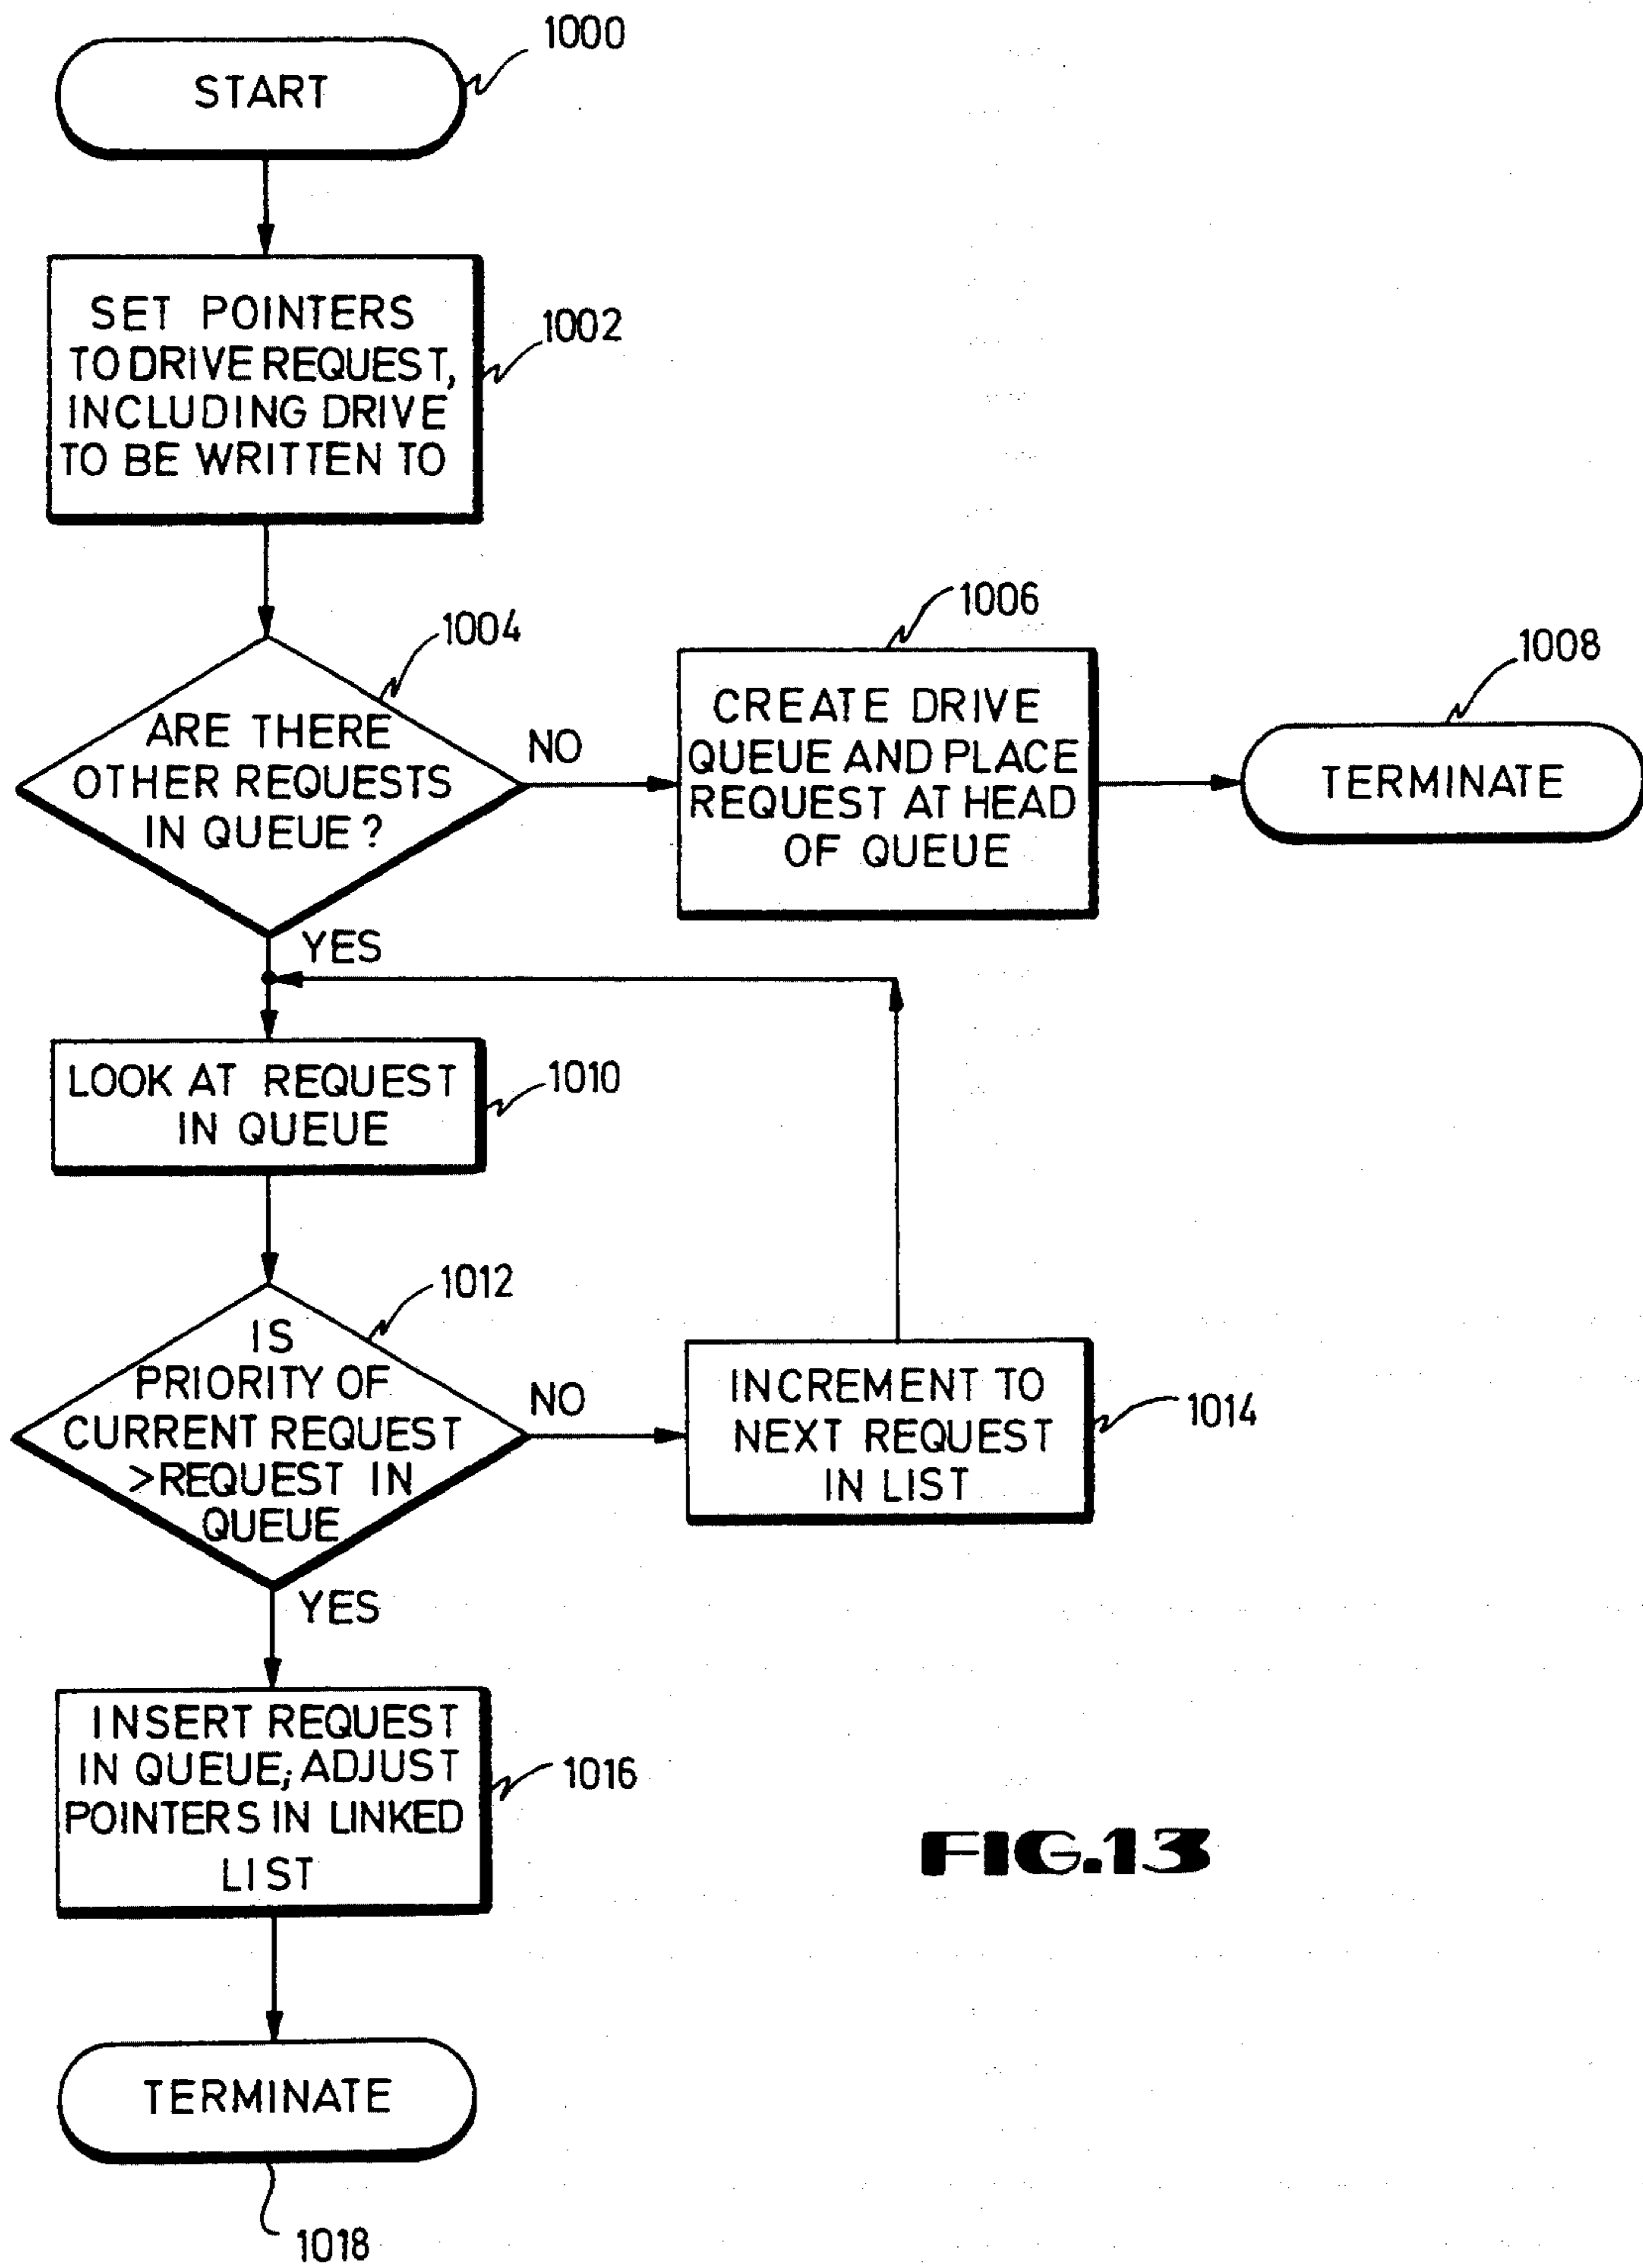 1000
START
SET POINTERS
TO DRIVE REQUEST,
INCLUDING DRIVE
TO BE WRITTEN TO
1002
1004
ARE THERE
OTHER REQUESTS
IN QUEUE?
NO
1006
CREATE DRIVE
QUEUE AND PLACE
REQUEST AT HEAD
OF QUEUE
1008
TERMINATE
YES
LOOK AT REQUEST
IN QUEUE
1010
1012
IS
PRIORITY OF
CURRENT REQUEST
>REQUEST IN
QUEUE
NO
INCREMENT TO
NEXT REQUEST
IN LIST
1014
YES
INSERT REQUEST
IN QUEUE; ADJUST
POINTERS IN LINKED
LIST
1016
FIG.13
TERMINATE
1018